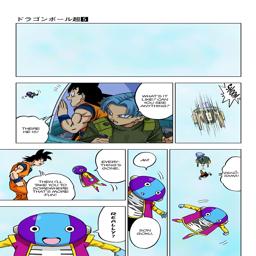 ドラゴンボール超5
WHAT'S IT
LIKE? CAN
YOU SEE
ANYTHING?
THERE
HE IS!
AH!
EVERY-
THING'S
GONE.
THEN I'LL
TAKE YOU TO
SOMEWHERE
THAT'S MORE
FUN!
SON
GOKU.
REALLY?